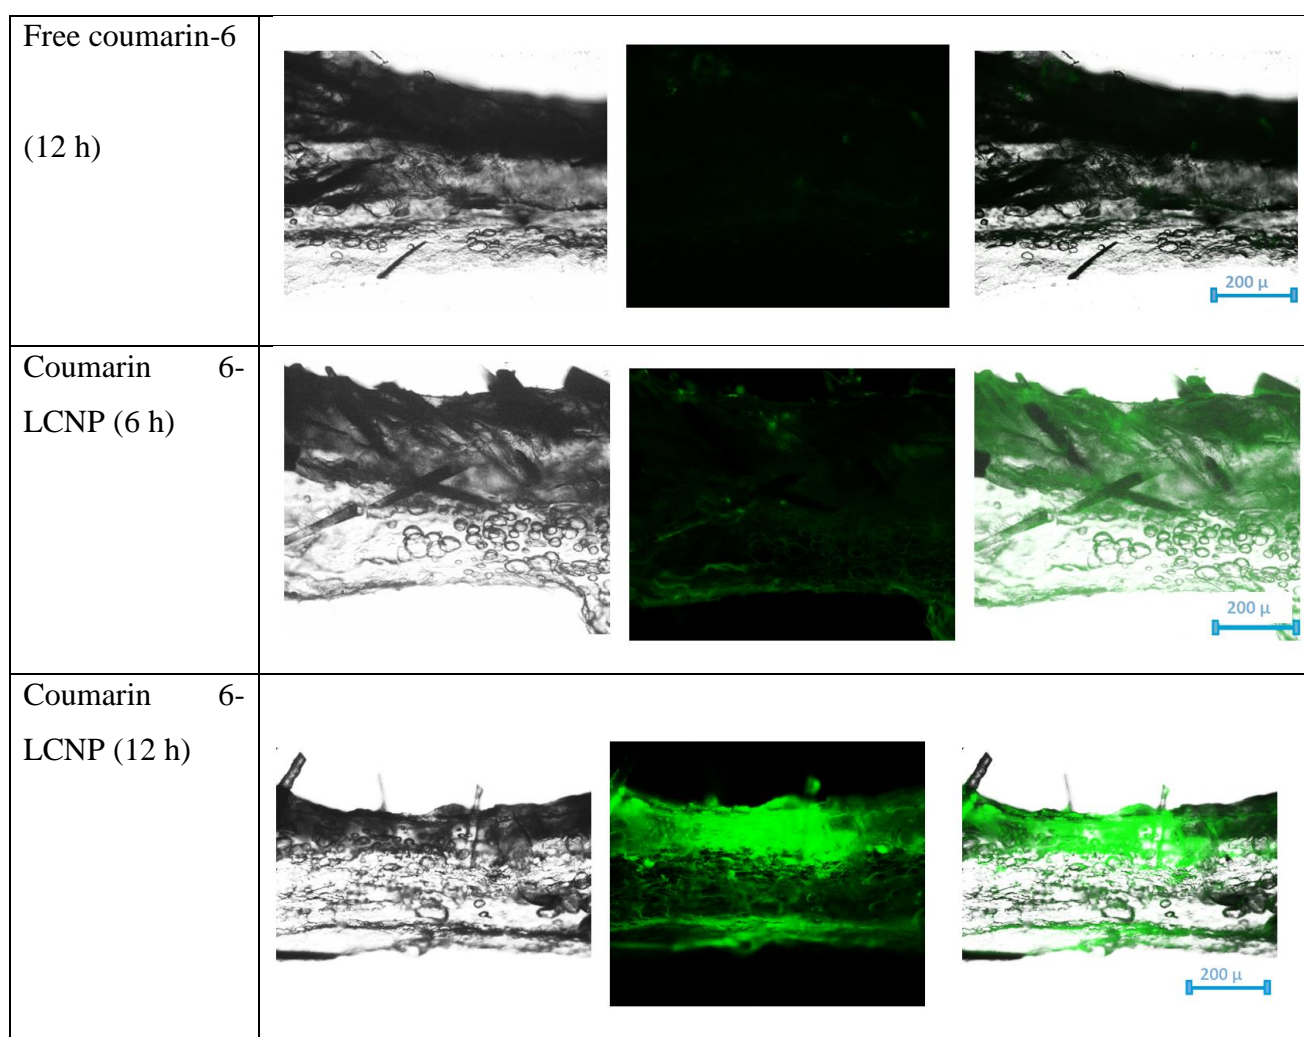 Free coumarin-6
(12 h)
200 µ
Coumarin 6-
LCNP (6 h)
200 µ
Coumarin 6-
LCNP (12 h)
200 µ